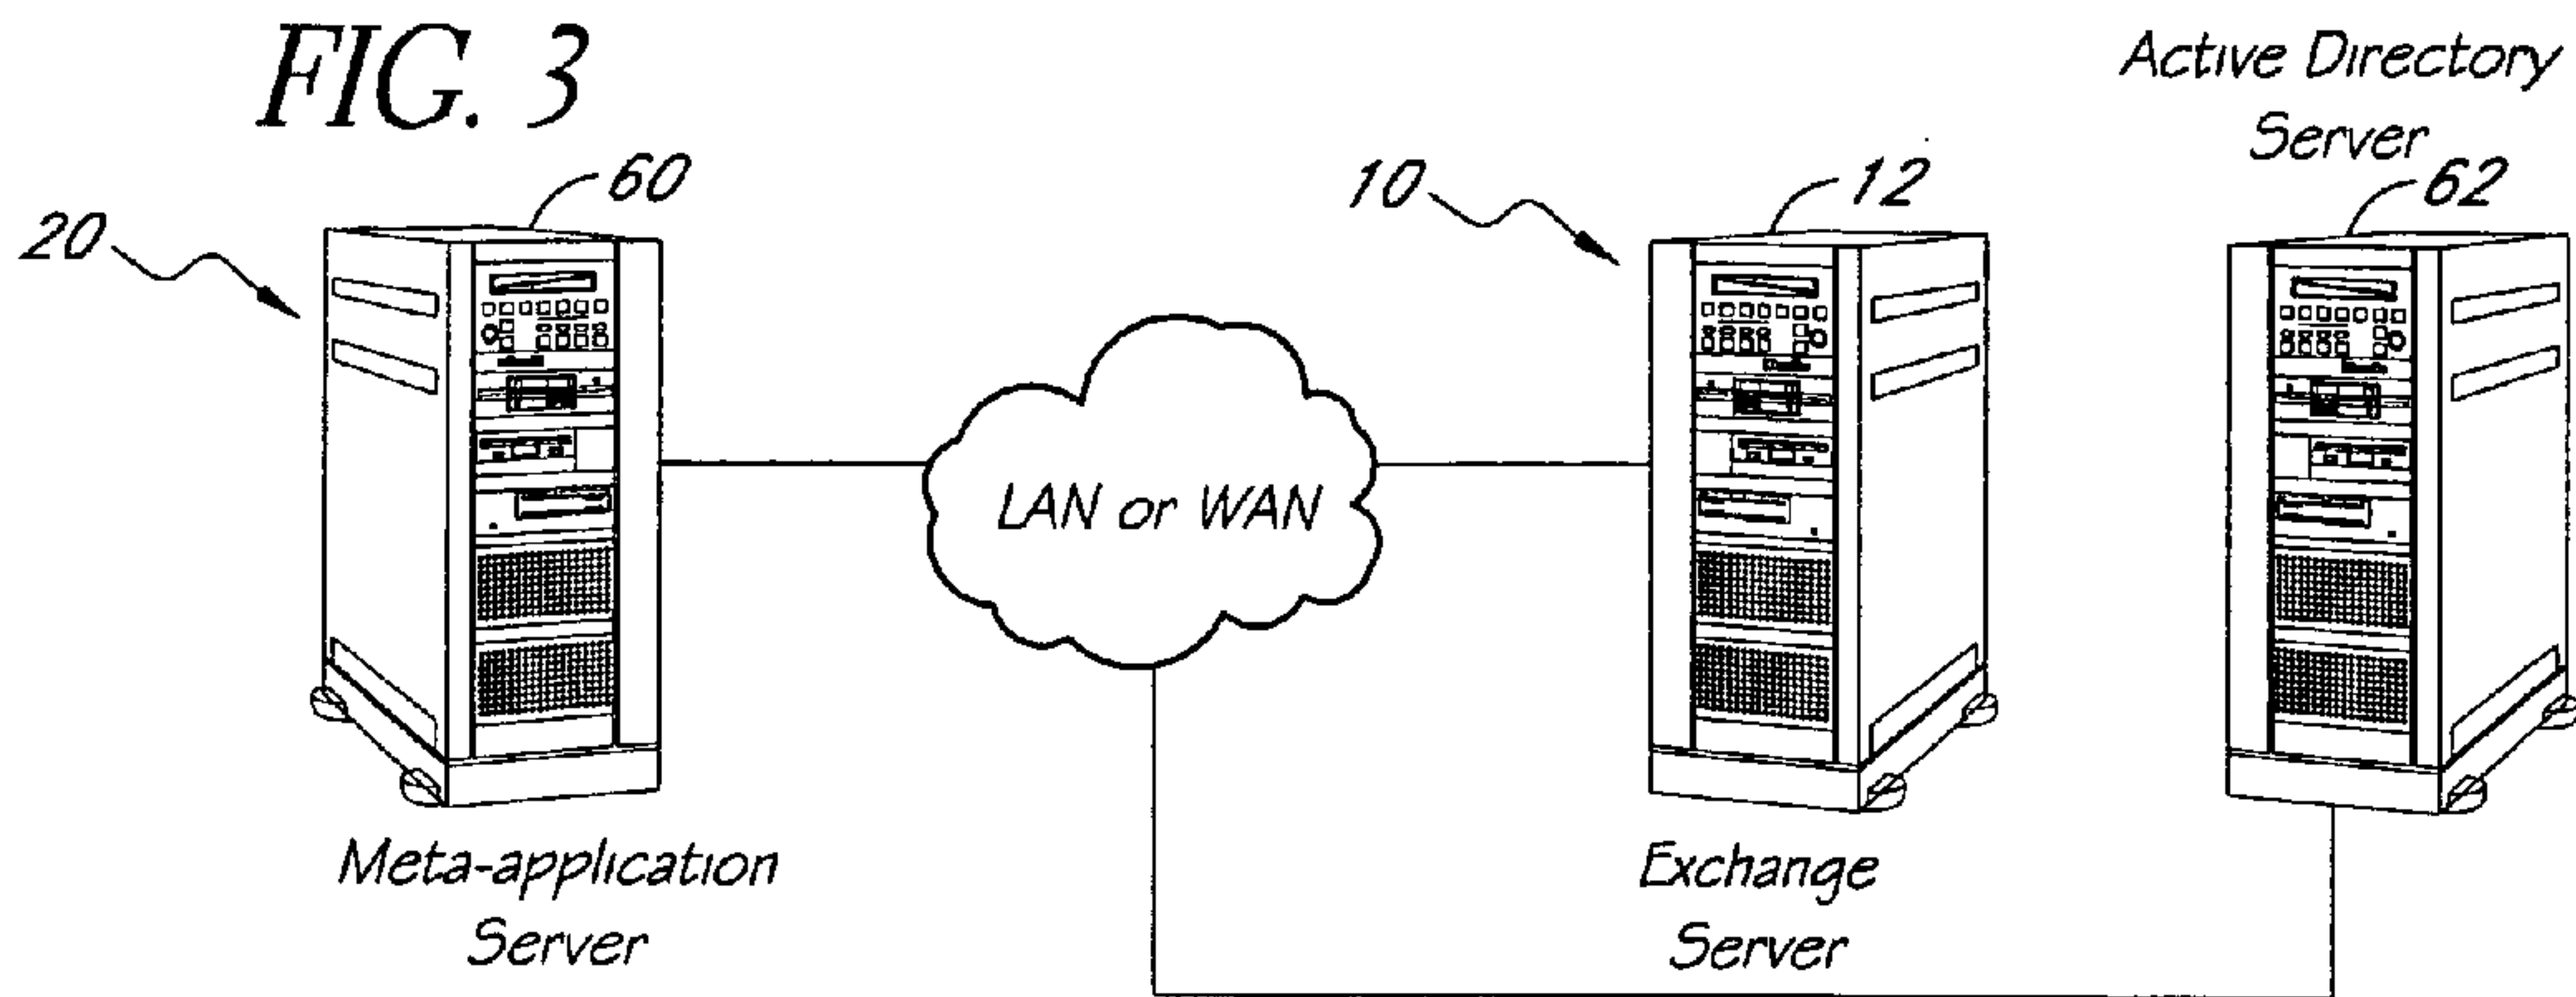 FIG. 3
Active Directory
Server
60
10
12
62
20
LAN or WAN
Meta-application
Server
Exchange
Server